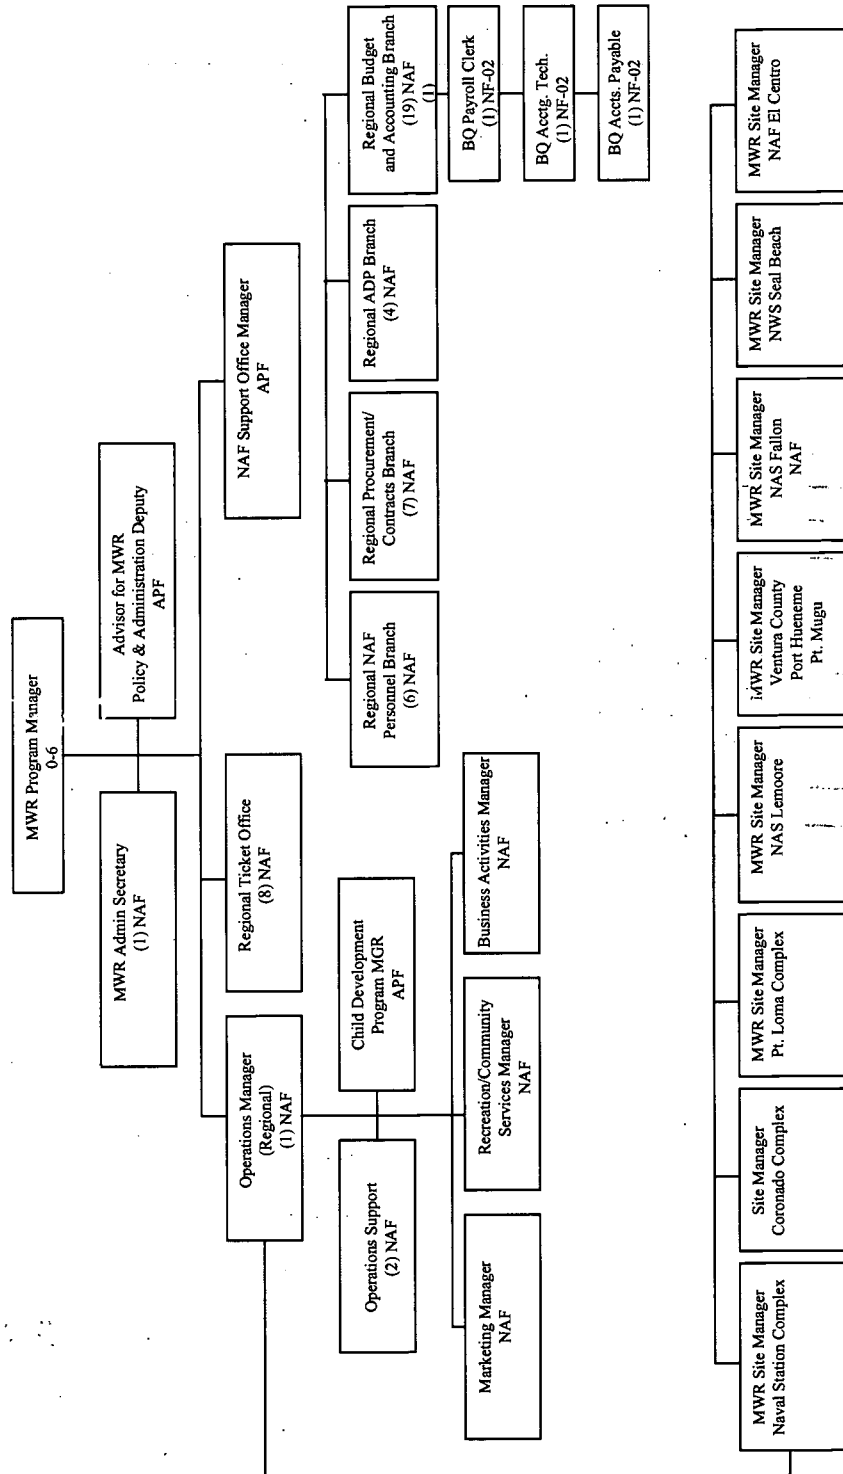 MWR Program Manager
0-6
MWR Admin Secretary
(1) NAF
Advisor for MWR
Policy & Administration Deputy
APF
Operations Manager
(Regional)
(1) NAF
Regional Ticket Office
(8) NAF
NAF Support Office Manager
APF
Operations Support
(2) NAF
Child Development
Program MGR
APF
Marketing Manager
NAF
Recreation/Community
Services Manager
NAF
Business Activities Manager
NAF
Regional NAF
Personnel Branch
(6) NAF
Regional Procurement/
Contracts Branch
(7) NAF
Regional ADP Branch
(4) NAF
Regional Budget
and Accounting Branch
(19) NAF
(1)
BQ Payroll Clerk
(1) NF-02
BQ Acctg. Tech.
(1) NF-02
BQ Accts. Payable
(1) NF-02
MWR Site Manager
Naval Station Complex
Site Manager
Coronado Complex
MWR Site Manager
Pt. Loma Complex
MWR Site Manager
NAS Lemoore
MWR Site Manager
Ventura County
Port Hueneme
Pt. Mugu
MWR Site Manager
NAS Fallon
NAF
MWR Site Manager
NWS Seal Beach
MWR Site Manager
NAF El Centro